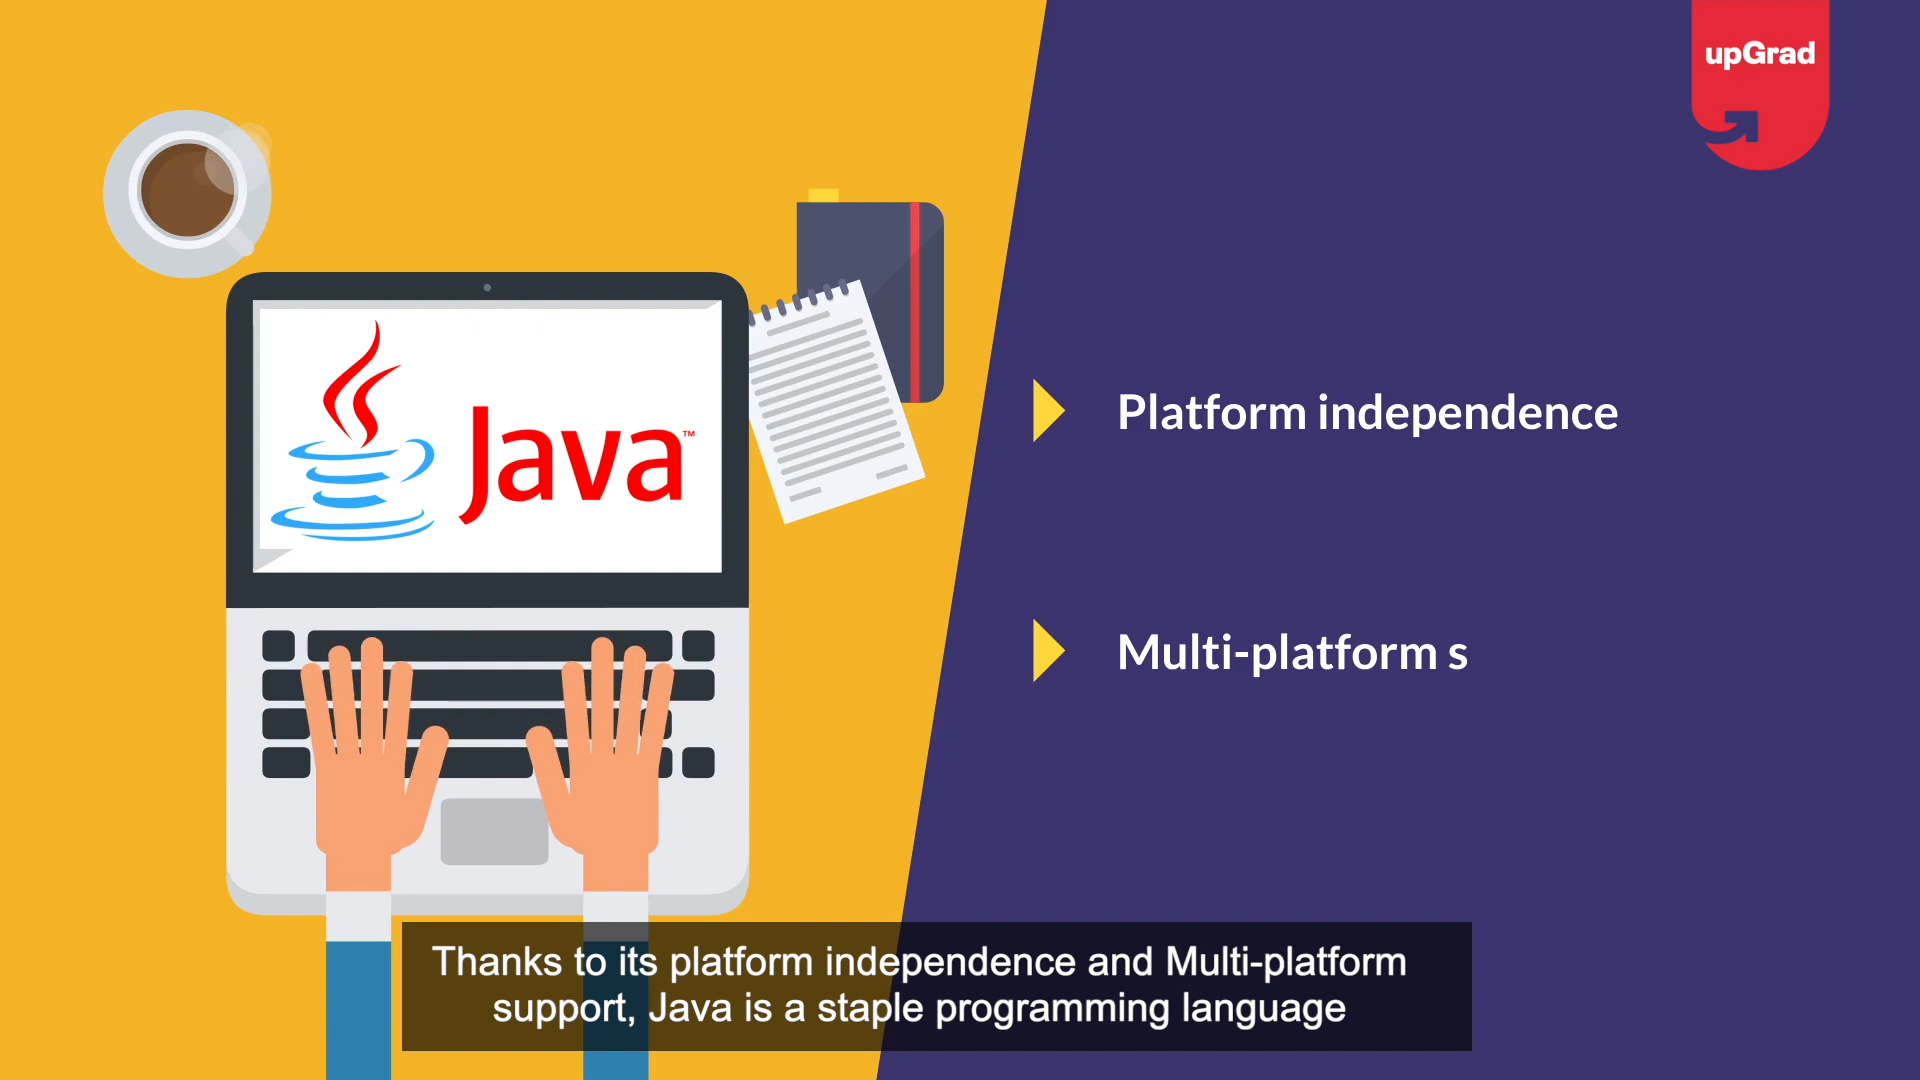 upGrad
Java™
Platform independence
Multi-platform s
Thanks to its platform independence and Multi-platform
support, Java is a staple programming language